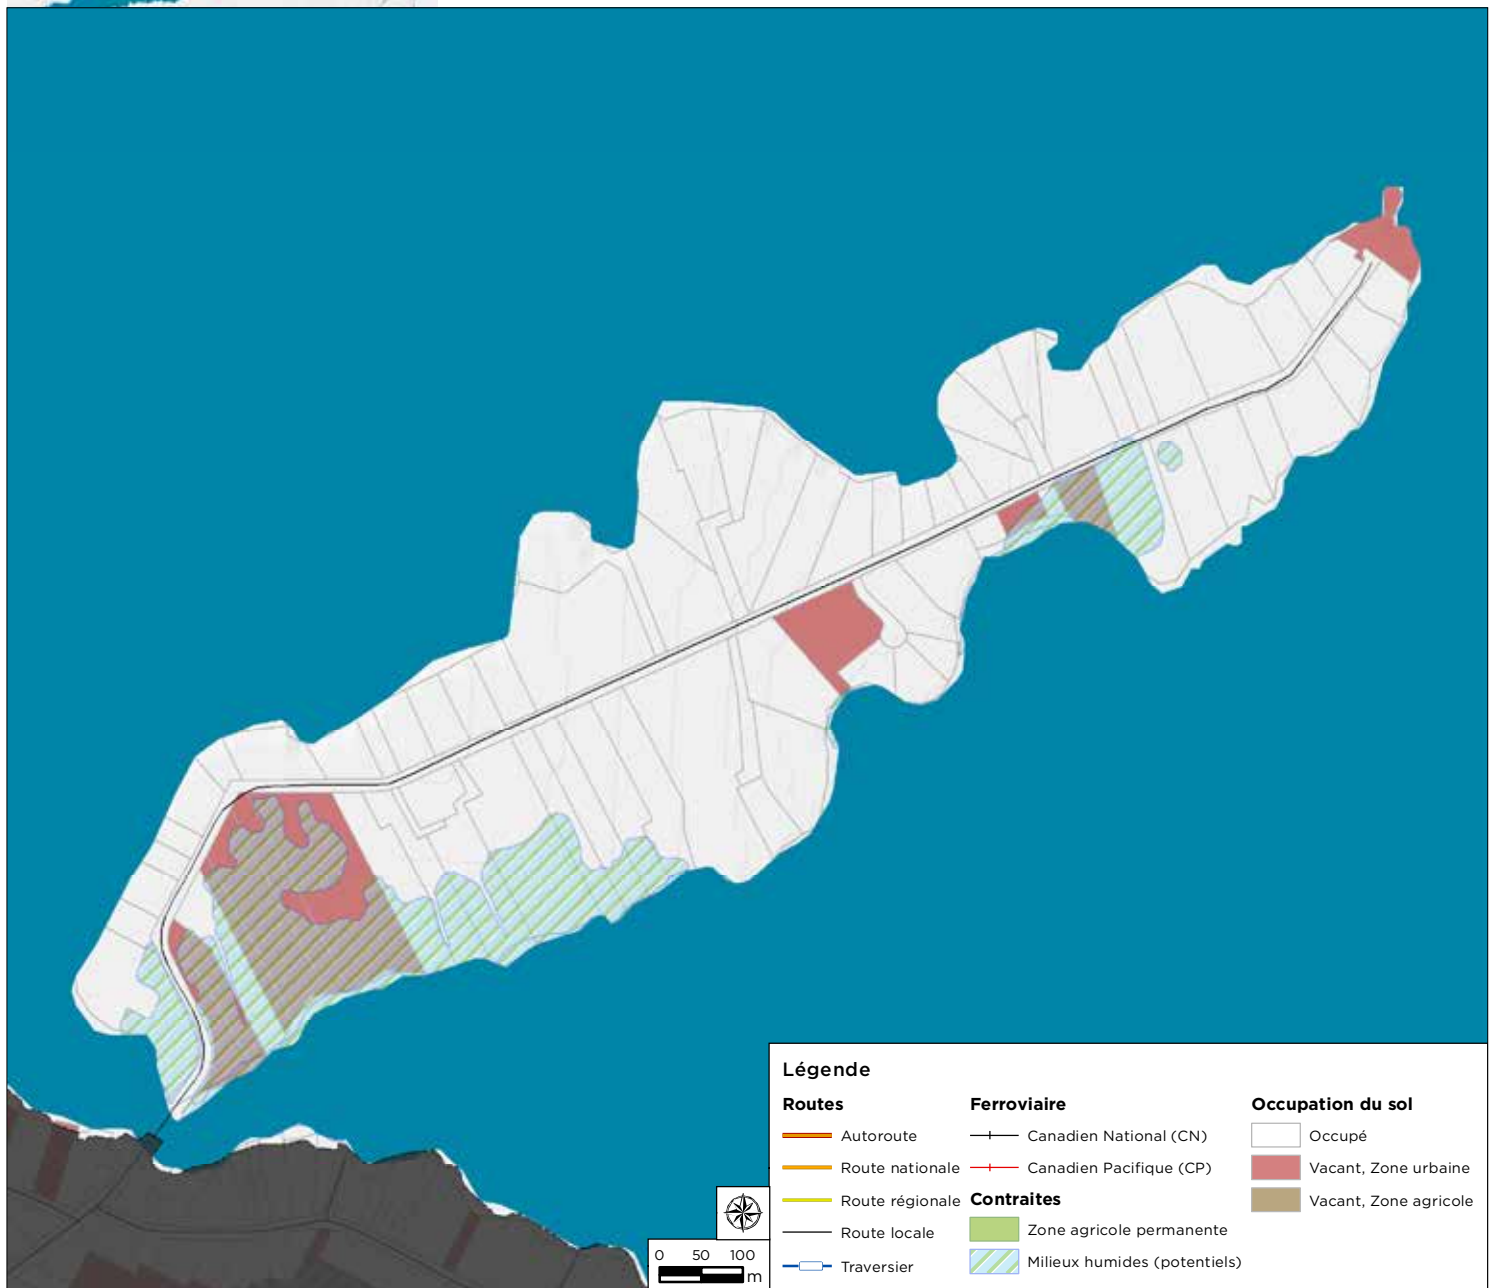 Légende
Routes
Autoroute
Route nationale
Route régionale
Route locale
Traversier
Ferroviaire
Canadien National (CN)
Canadien Pacifique (CP)
Contraites
Zone agricole permanente
Milieux humides (potentiels)
Occupation du sol
Occupé
Vacant, Zone urbaine
Vacant, Zone agricole
0 50 100
m